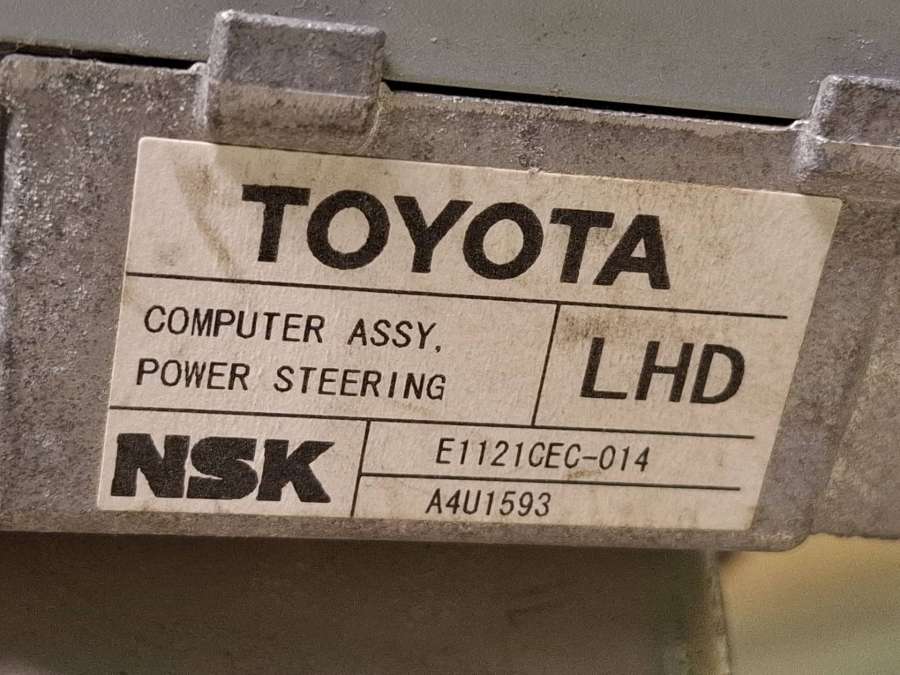 TOYOTA
COMPUTER ASSY,
POWER STEERING
LHD
NSK
E1121CEC-014
A4U1593